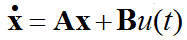 ẋ = Ax + Bu(t)